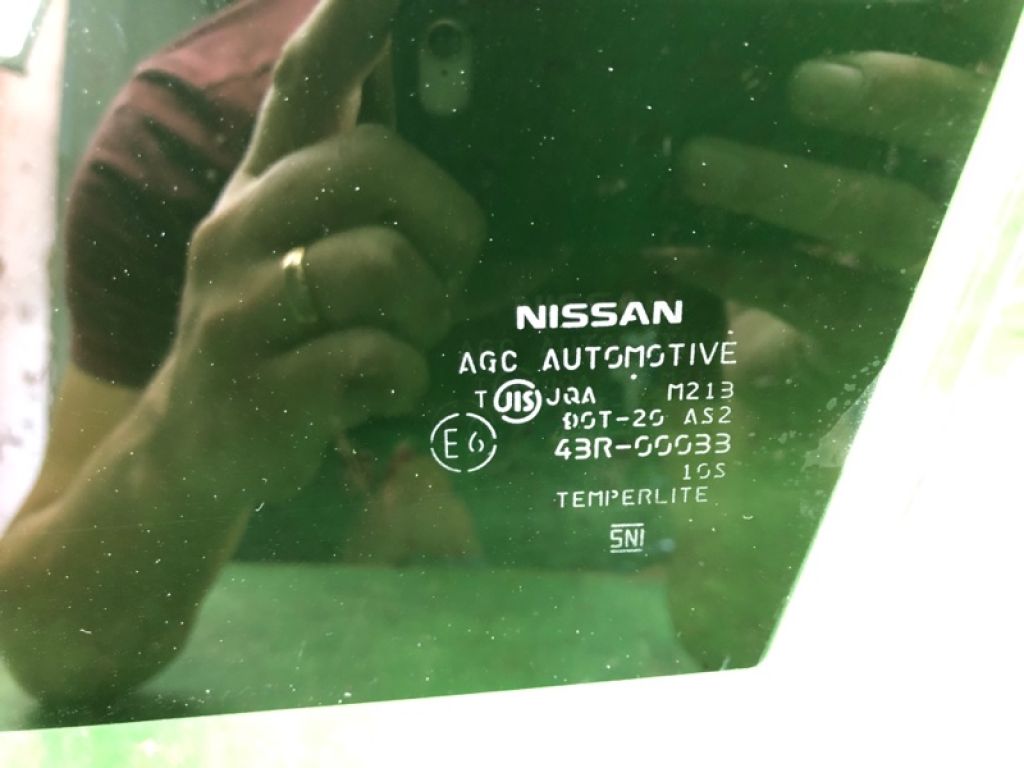 NISSAN
AGC AUTOMOTIVE
T JIS JQA M213
DOT-20 AS2
E6 43R-00033
10S
TEMPERLITE
SNI